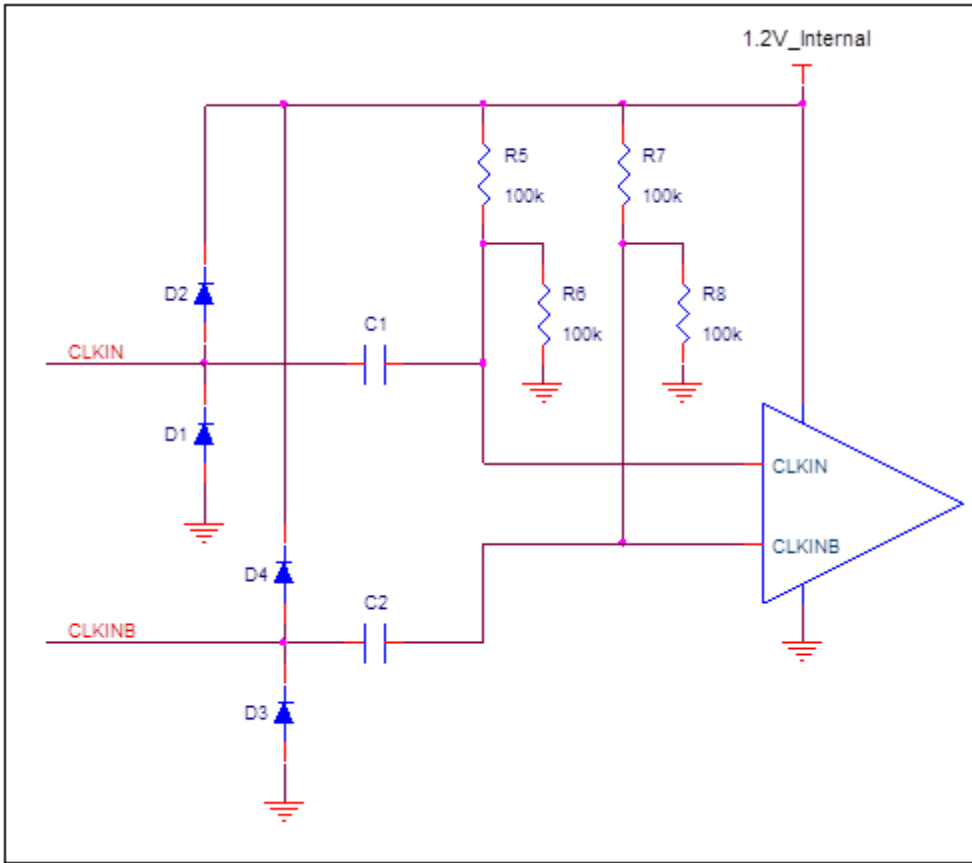 1.2V_Internal
R5
100k
R7
100k
D2
R6
100k
R8
100k
C1
CLKIN
D1
CLKIN
CLKINB
D4
C2
CLKINB
D3